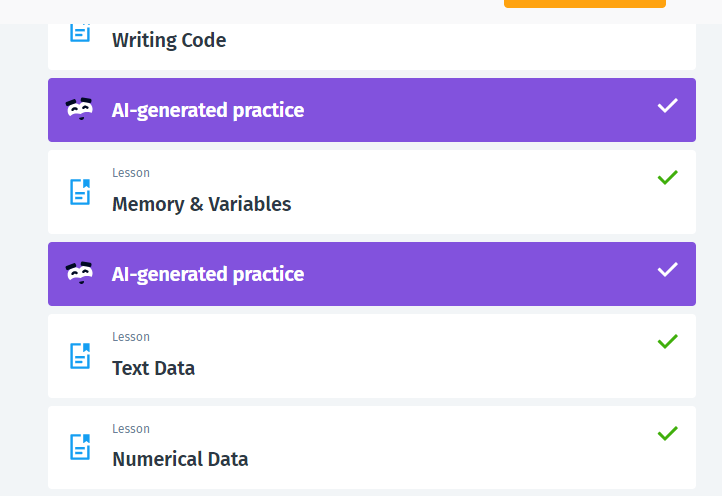 Writing Code
AI-generated practice
Lesson
Memory & Variables
AI-generated practice
Lesson
Text Data
Lesson
Numerical Data